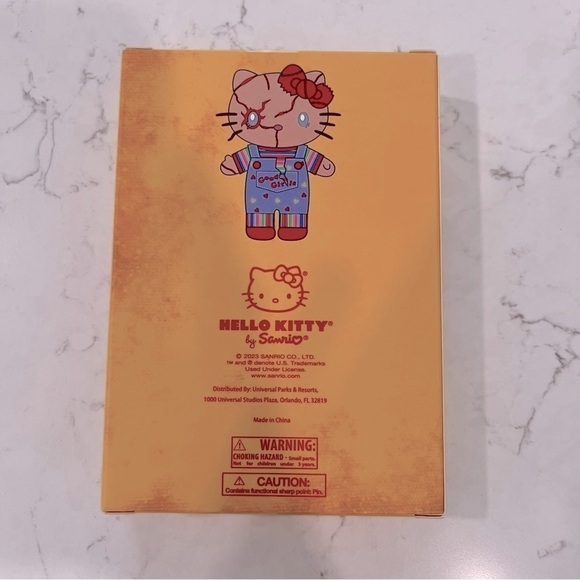 Good
Girls
HELLO KITTY®
by Sanrio®
© 2023 SANRIO CO., LTD.
™ and ® denote U.S. Trademarks
Used Under License.
www.sanrio.com
Distributed By: Universal Parks & Resorts,
1000 Universal Studios Plaza, Orlando, FL 32819
Made in China
WARNING:
CHOKING HAZARD - Small parts.
Not for children under 3 years.
CAUTION:
Contains functional sharp point: Pin.